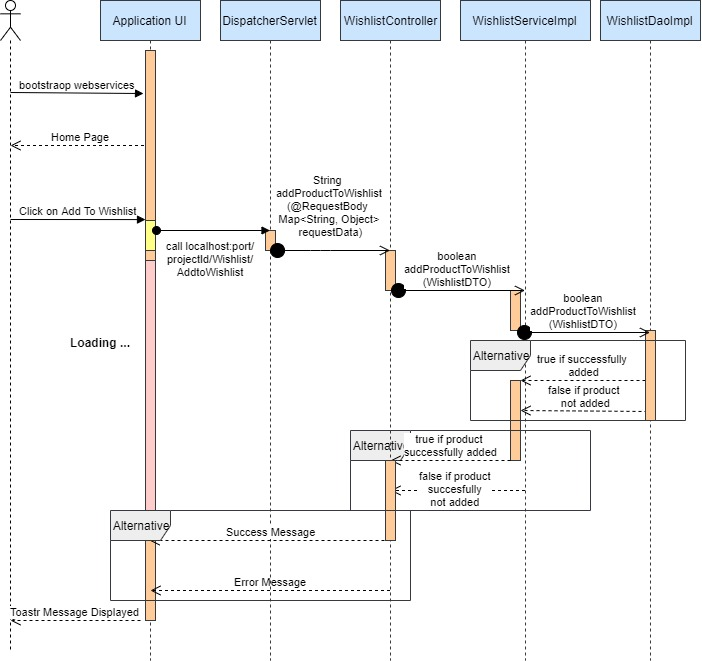 Application UI
DispatcherServlet
WishlistController
WishlistServiceImpl
WishlistDaoImpl
bootstraop webservices
Home Page
Click on Add To Wishlist
call localhost:port/
projectId/Wishlist/
AddtoWishlist
String
addProductToWishlist
(@RequestBody
Map<String, Object>
requestData)
boolean
addProductToWishlist
(WishlistDTO)
boolean
addProductToWishlist
(WishlistDTO)
Loading ...
Alternative
true if successfully
added
false if product
not added
Alternativ
true if product
successfully added
false if product
succesfully
not added
Alternative
Success Message
Error Message
Toastr Message Displayed